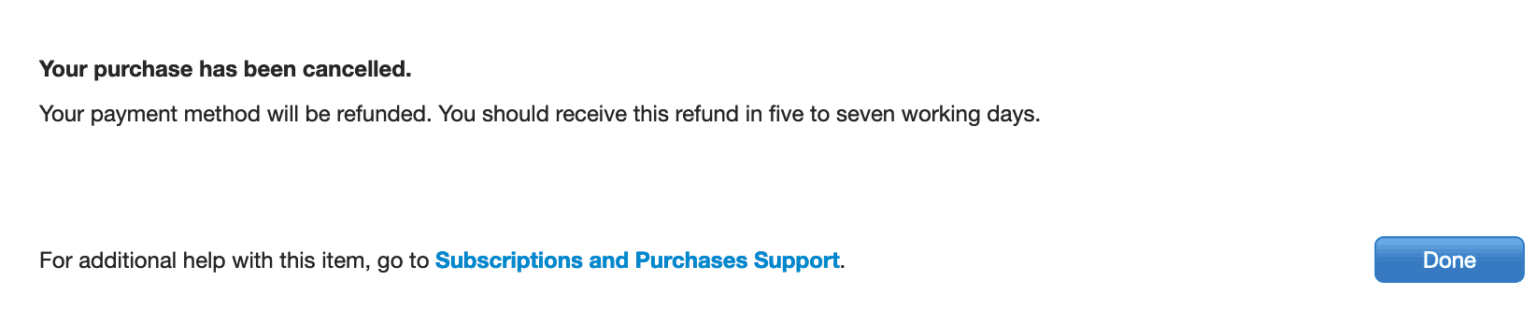 Your purchase has been cancelled.
Your payment method will be refunded. You should receive this refund in five to seven working days.
For additional help with this item, go to Subscriptions and Purchases Support.
Done